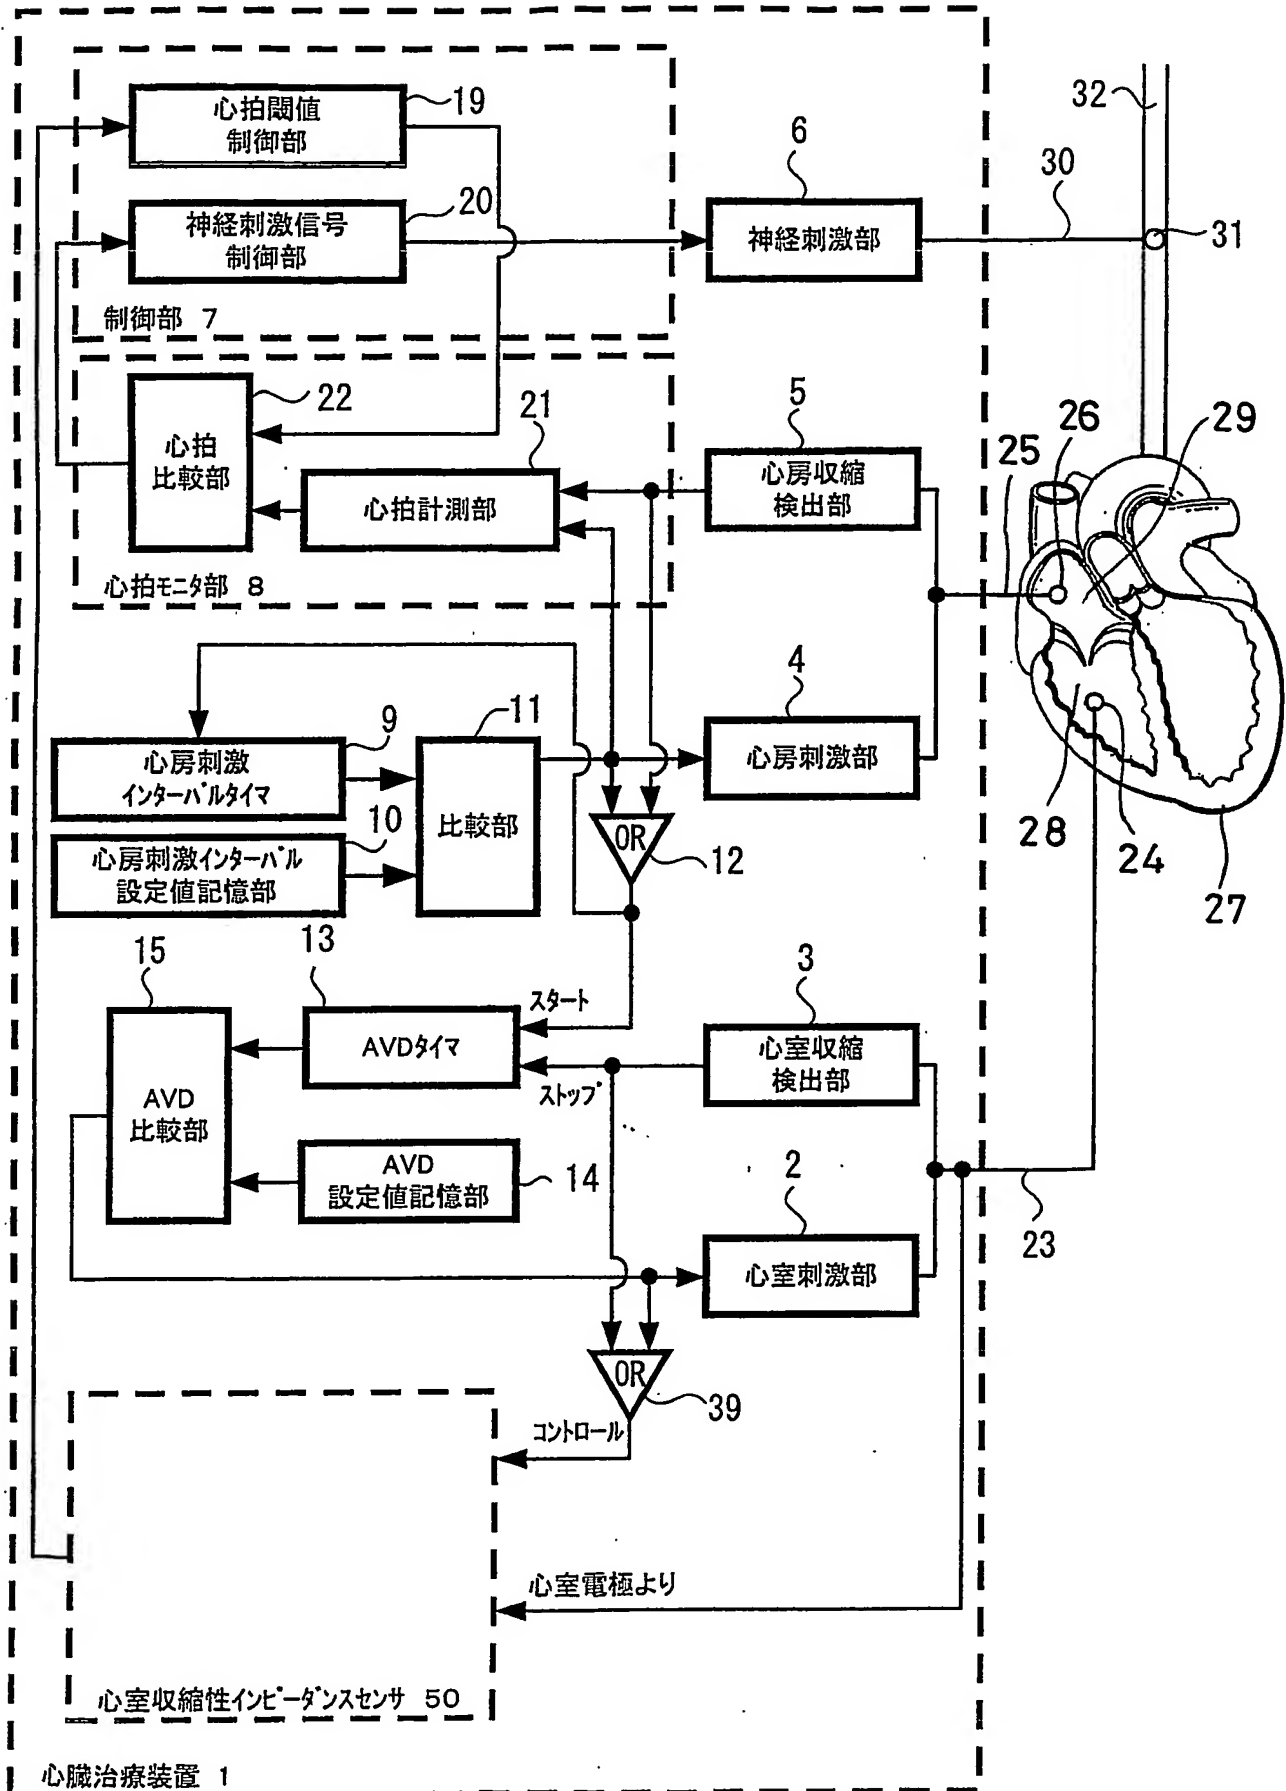 心拍閾値
制御部
19
32
6
30
神経刺激信号
制御部
20
神経刺激部
31
制御部 7
22
21
5
26
29
25
心拍
比較部
心拍計測部
心房収縮
検出部
心拍モニタ部 8
4
11
9
心房刺激
インターバルタイマ
心房刺激部
10
比較部
28
24
27
心房刺激インターバル
設定値記憶部
OR
12
15
13
3
スタート
AVDタイマ
心室収縮
検出部
ストップ
AVD
比較部
AVD
設定値記憶部
14
2
23
心室刺激部
OR
39
コントロール
心室電極より
心室収縮性インピーダンスセンサ 50
心臓治療装置 1